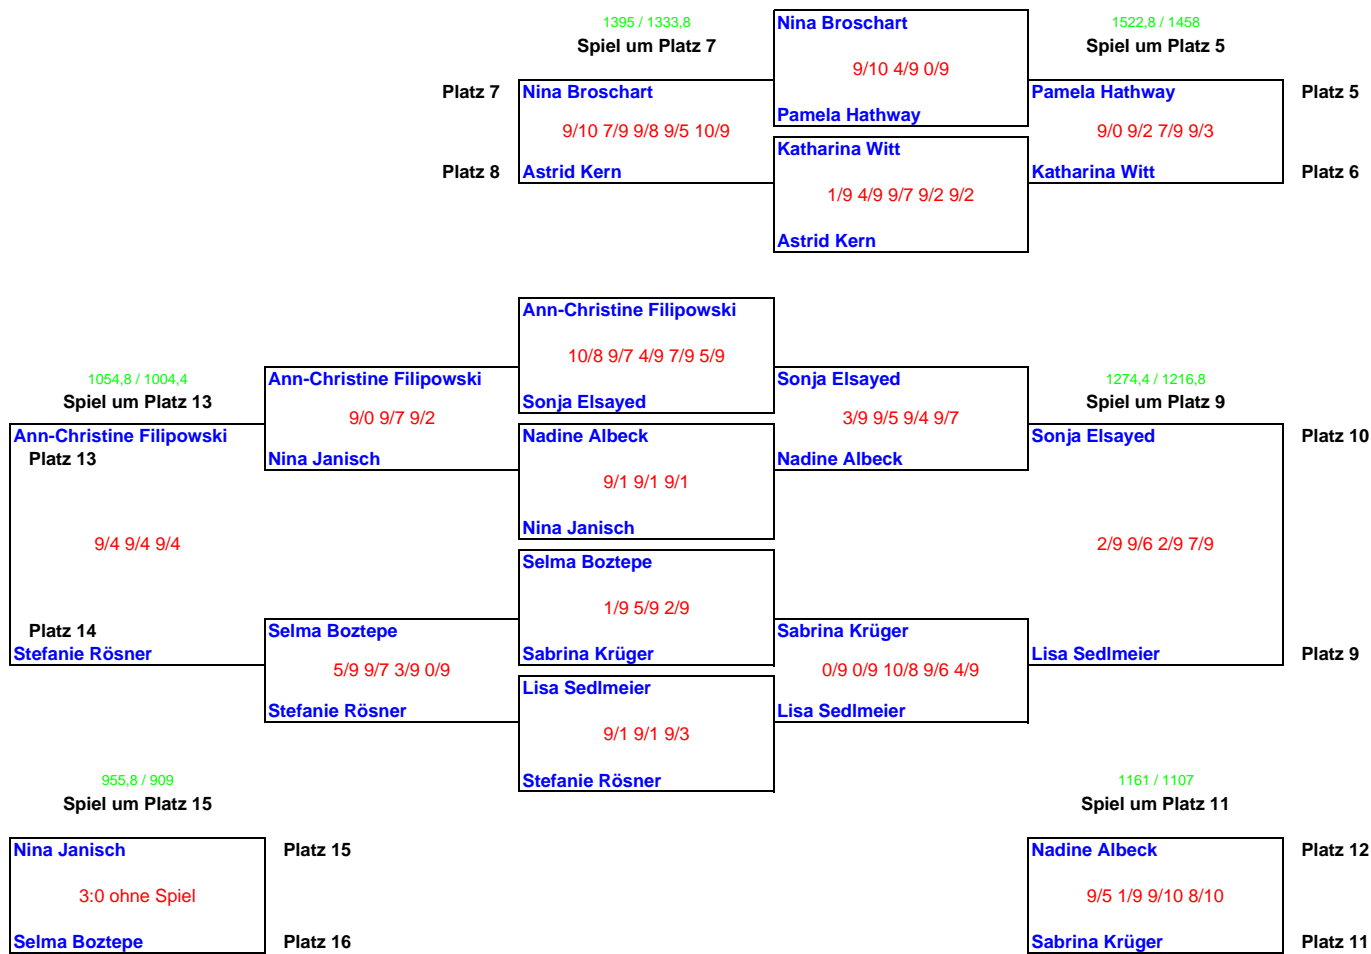 1395 / 1333,8
Nina Broschart
1522,8 / 1458
Spiel um Platz 7
Spiel um Platz 5
9/10 4/9 0/9
Platz 7
Nina Broschart
Pamela Hathway
Platz 5
Pamela Hathway
9/10 7/9 9/8 9/5 10/9
9/0 9/2 7/9 9/3
Katharina Witt
Platz 8
Astrid Kern
Katharina Witt
Platz 6
1/9 4/9 9/7 9/2 9/2
Astrid Kern
Ann-Christine Filipowski
10/8 9/7 4/9 7/9 5/9
1054,8 / 1004,4
Ann-Christine Filipowski
Sonja Elsayed
1274,4 / 1216,8
Spiel um Platz 13
Sonja Elsayed
Spiel um Platz 9
9/0 9/7 9/2
3/9 9/5 9/4 9/7
Ann-Christine Filipowski
Nadine Albeck
Sonja Elsayed
Platz 10
Platz 13
Nina Janisch
Nadine Albeck
9/1 9/1 9/1
Nina Janisch
9/4 9/4 9/4
2/9 9/6 2/9 7/9
Selma Boztepe
1/9 5/9 2/9
Platz 14
Selma Boztepe
Sabrina Krüger
Stefanie Rösner
Sabrina Krüger
Lisa Sedlmeier
Platz 9
5/9 9/7 3/9 0/9
0/9 0/9 10/8 9/6 4/9
Lisa Sedlmeier
Stefanie Rösner
Lisa Sedlmeier
9/1 9/1 9/3
955,8 / 909
Stefanie Rösner
1161 / 1107
Spiel um Platz 15
Spiel um Platz 11
Nina Janisch
Platz 15
Nadine Albeck
Platz 12
3:0 ohne Spiel
9/5 1/9 9/10 8/10
Selma Boztepe
Platz 16
Sabrina Krüger
Platz 11